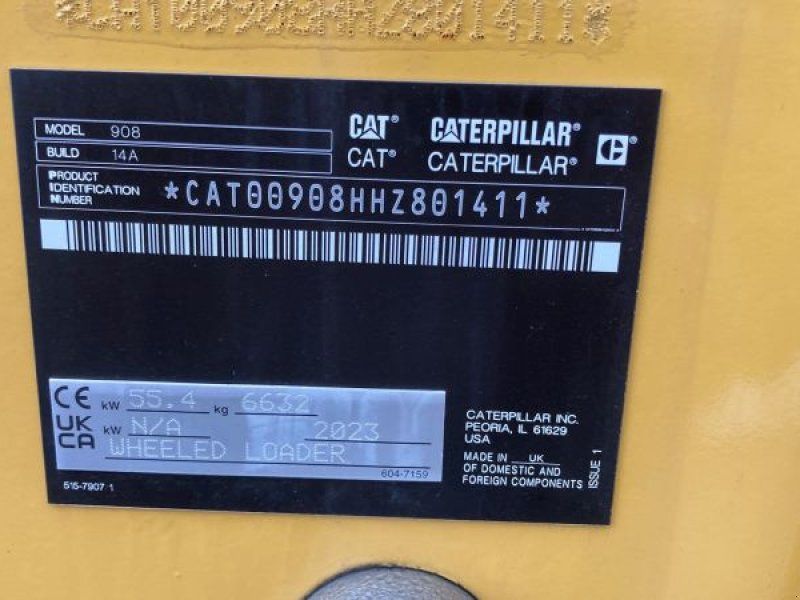 *CAT00908HHZ801411*
MODEL 908
BUILD 14A
CAT® CATERPILLAR®
CAT® CATERPILLAR®
PRODUCT
IDENTIFICATION
NUMBER
*CAT00908HHZ801411*
CE kW 55.4 kg 6632
UK
CA kW N/A 2023
WHEELED LOADER
604-7159
515-7907 1
CATERPILLAR INC.
PEORIA, IL 61629
USA
MADE IN UK
OF DOMESTIC AND
FOREIGN COMPONENTS
ISSUE 1